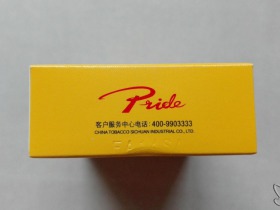 Pride
客户服务中心电话: 400-9903333
CHINA TOBACCO SICHUAN INDUSTRIAL CO., LTD.